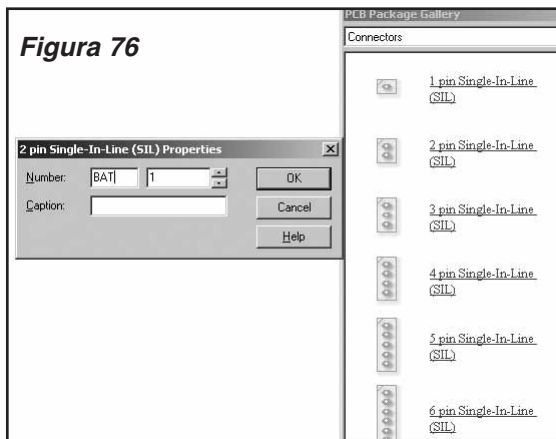 Figura 76
PCB Package Gallery
Connectors
1 pin Single-In-Line
(SIL)
2 pin Single-In-Line
(SIL)
3 pin Single-In-Line
(SIL)
4 pin Single-In-Line
(SIL)
5 pin Single-In-Line
(SIL)
6 pin Single-In-Line
(SIL)
2 pin Single-In-Line (SIL) Properties
Number: BAT 1
OK
Caption:
Cancel
Help